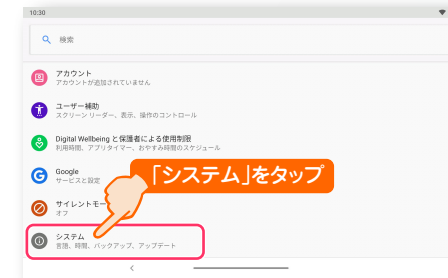 10:30
検索
アカウント
アカウントが追加されていません
ユーザー補助
スクリーン リーダー、表示、操作のコントロール
Digital Wellbeing と保護者による使用制限
利用時間、アプリタイマー、おやすみ時間のスケジュール
Google
サービスと設定
「システム」をタップ
サイレントモー
オフ
システム
言語、時間、バックアップ、アップデート